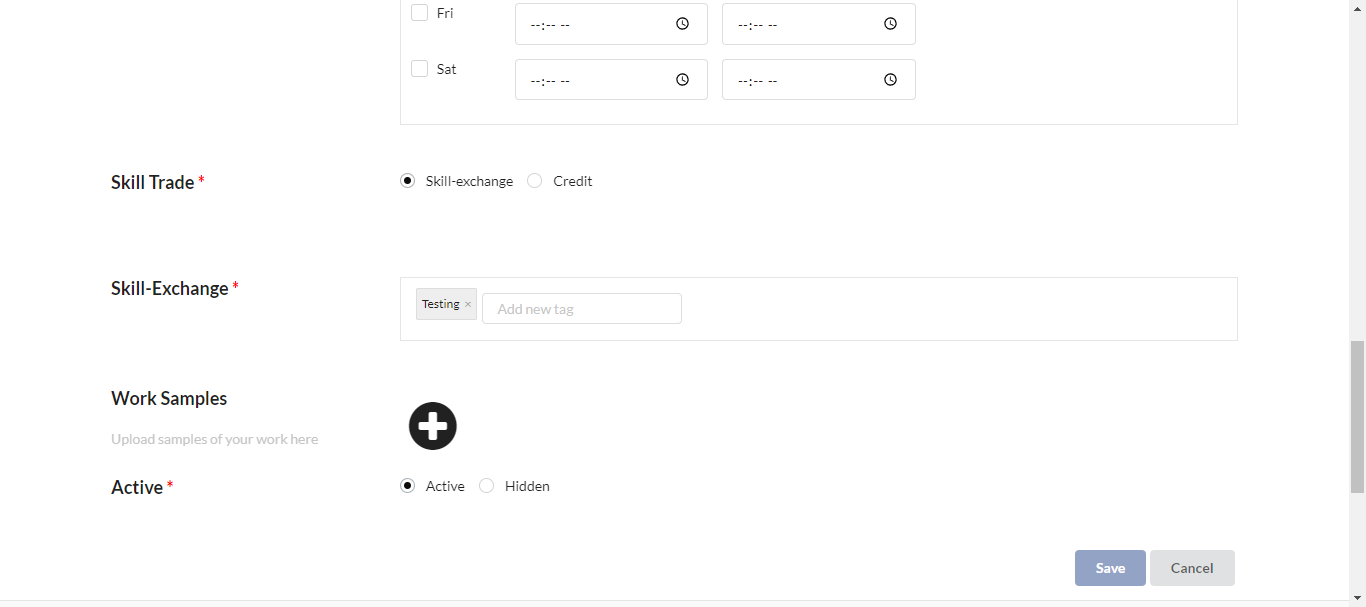 Fri --:-- -- --:-- --
Sat --:-- -- --:-- --
Skill Trade * Skill-exchange Credit
Skill-Exchange * Testing × Add new tag
Work Samples
Upload samples of your work here
Active * Active Hidden
Save Cancel